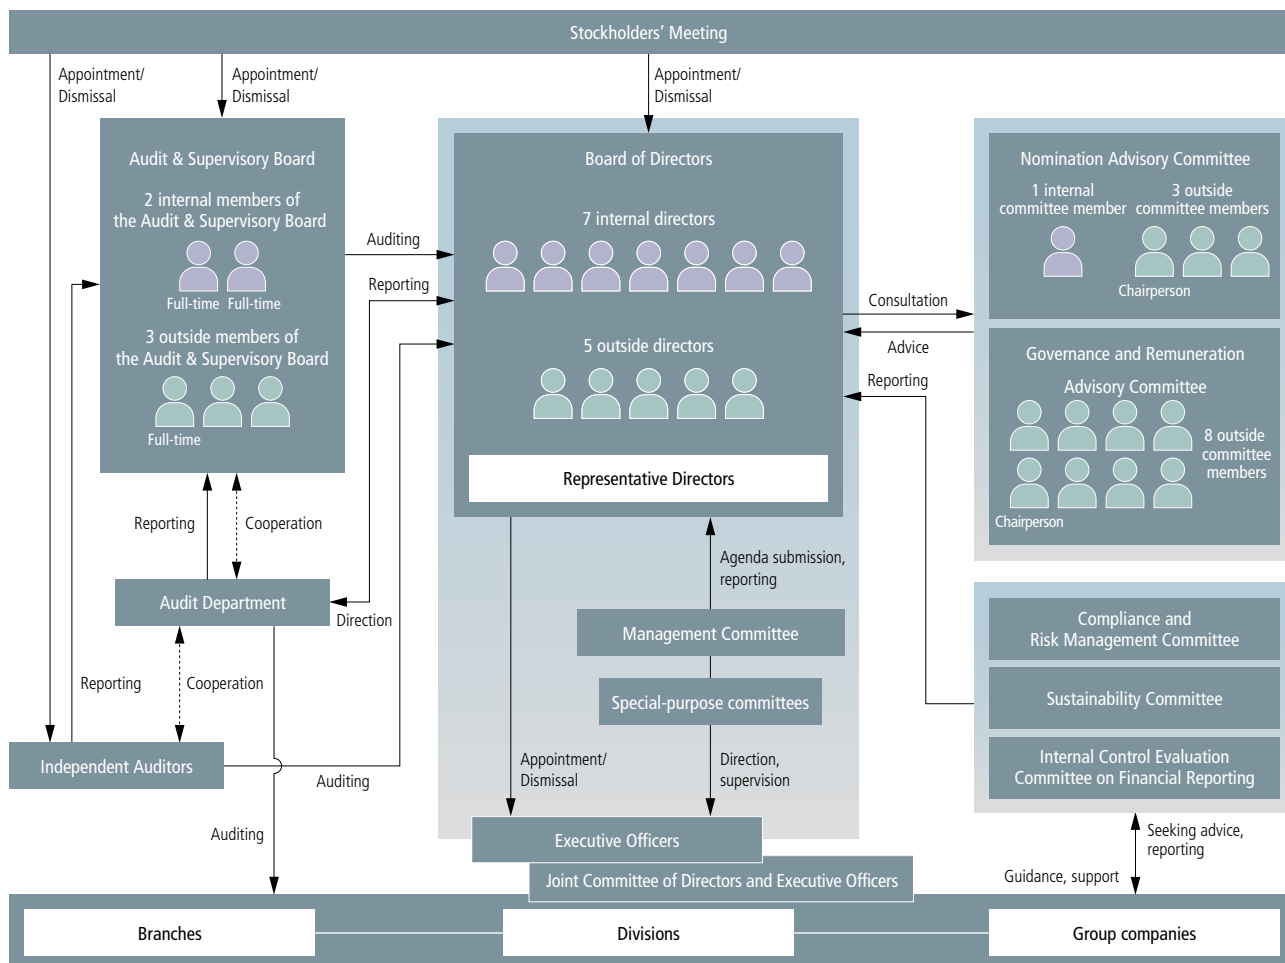 Stockholders’ Meeting
Appointment/
Dismissal
Appointment/
Dismissal
Appointment/
Dismissal
Audit & Supervisory Board
2 internal members of
the Audit & Supervisory Board
Full-time Full-time
3 outside members of
the Audit & Supervisory Board
Full-time
Auditing
Reporting
Board of Directors
7 internal directors
5 outside directors
Representative Directors
Consultation
Advice
Reporting
Nomination Advisory Committee
1 internal
committee member
3 outside
committee members
Chairperson
Governance and Remuneration
Advisory Committee
8 outside
committee
members
Chairperson
Reporting
Cooperation
Audit Department
Direction
Reporting
Cooperation
Independent Auditors
Auditing
Auditing
Agenda submission,
reporting
Management Committee
Special-purpose committees
Appointment/
Dismissal
Direction,
supervision
Executive Officers
Joint Committee of Directors and Executive Officers
Compliance and
Risk Management Committee
Sustainability Committee
Internal Control Evaluation
Committee on Financial Reporting
Seeking advice,
reporting
Guidance, support
Branches
Divisions
Group companies